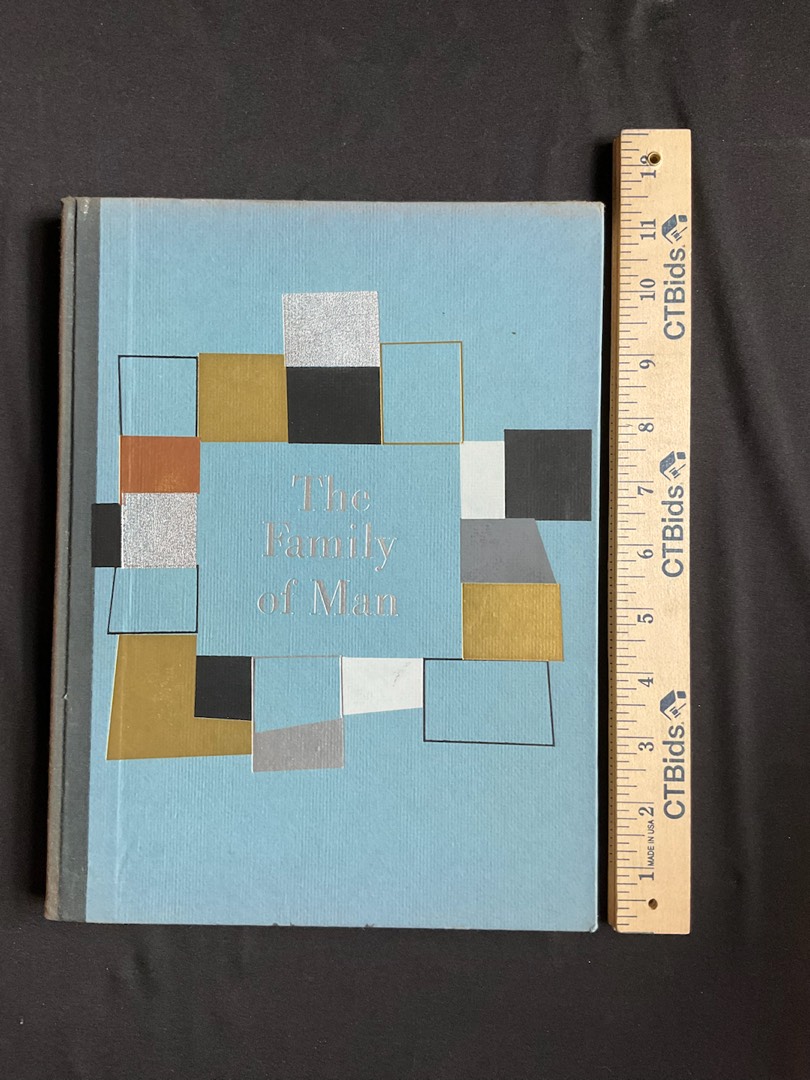 The
Family
of Man
12
11
10
9
8
7
6
5
4
3
2
1
CTBids.
CTBids.
CTBids.
MADE IN USA